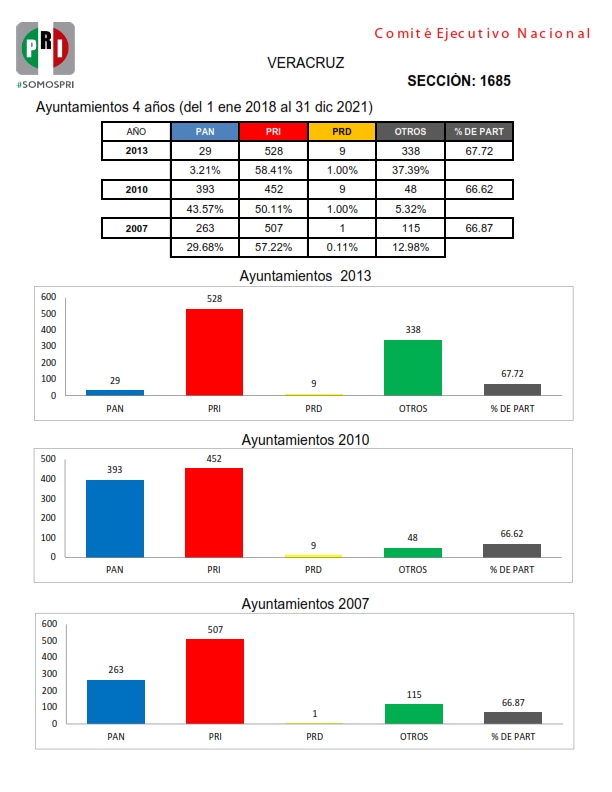 Comité Ejecutivo Nacional
PRI
#SOMOSPRI
VERACRUZ
SECCIÓN: 1685
Ayuntamientos 4 años (del 1 ene 2018 al 31 dic 2021)
AÑO PAN PRI PRD OTROS % DE PART
2013 29 528 9 338 67.72
3.21% 58.41% 1.00% 37.39%
2010 393 452 9 48 66.62
43.57% 50.11% 1.00% 5.32%
2007 263 507 1 115 66.87
29.68% 57.22% 0.11% 12.98%
Ayuntamientos 2013
600
500
400
300
200
100
0
29 528 9 338 67.72
PAN PRI PRD OTROS % DE PART
Ayuntamientos 2010
500
400
300
200
100
0
393 452 9 48 66.62
PAN PRI PRD OTROS % DE PART
Ayuntamientos 2007
600
500
400
300
200
100
0
263 507 1 115 66.87
PAN PRI PRD OTROS % DE PART